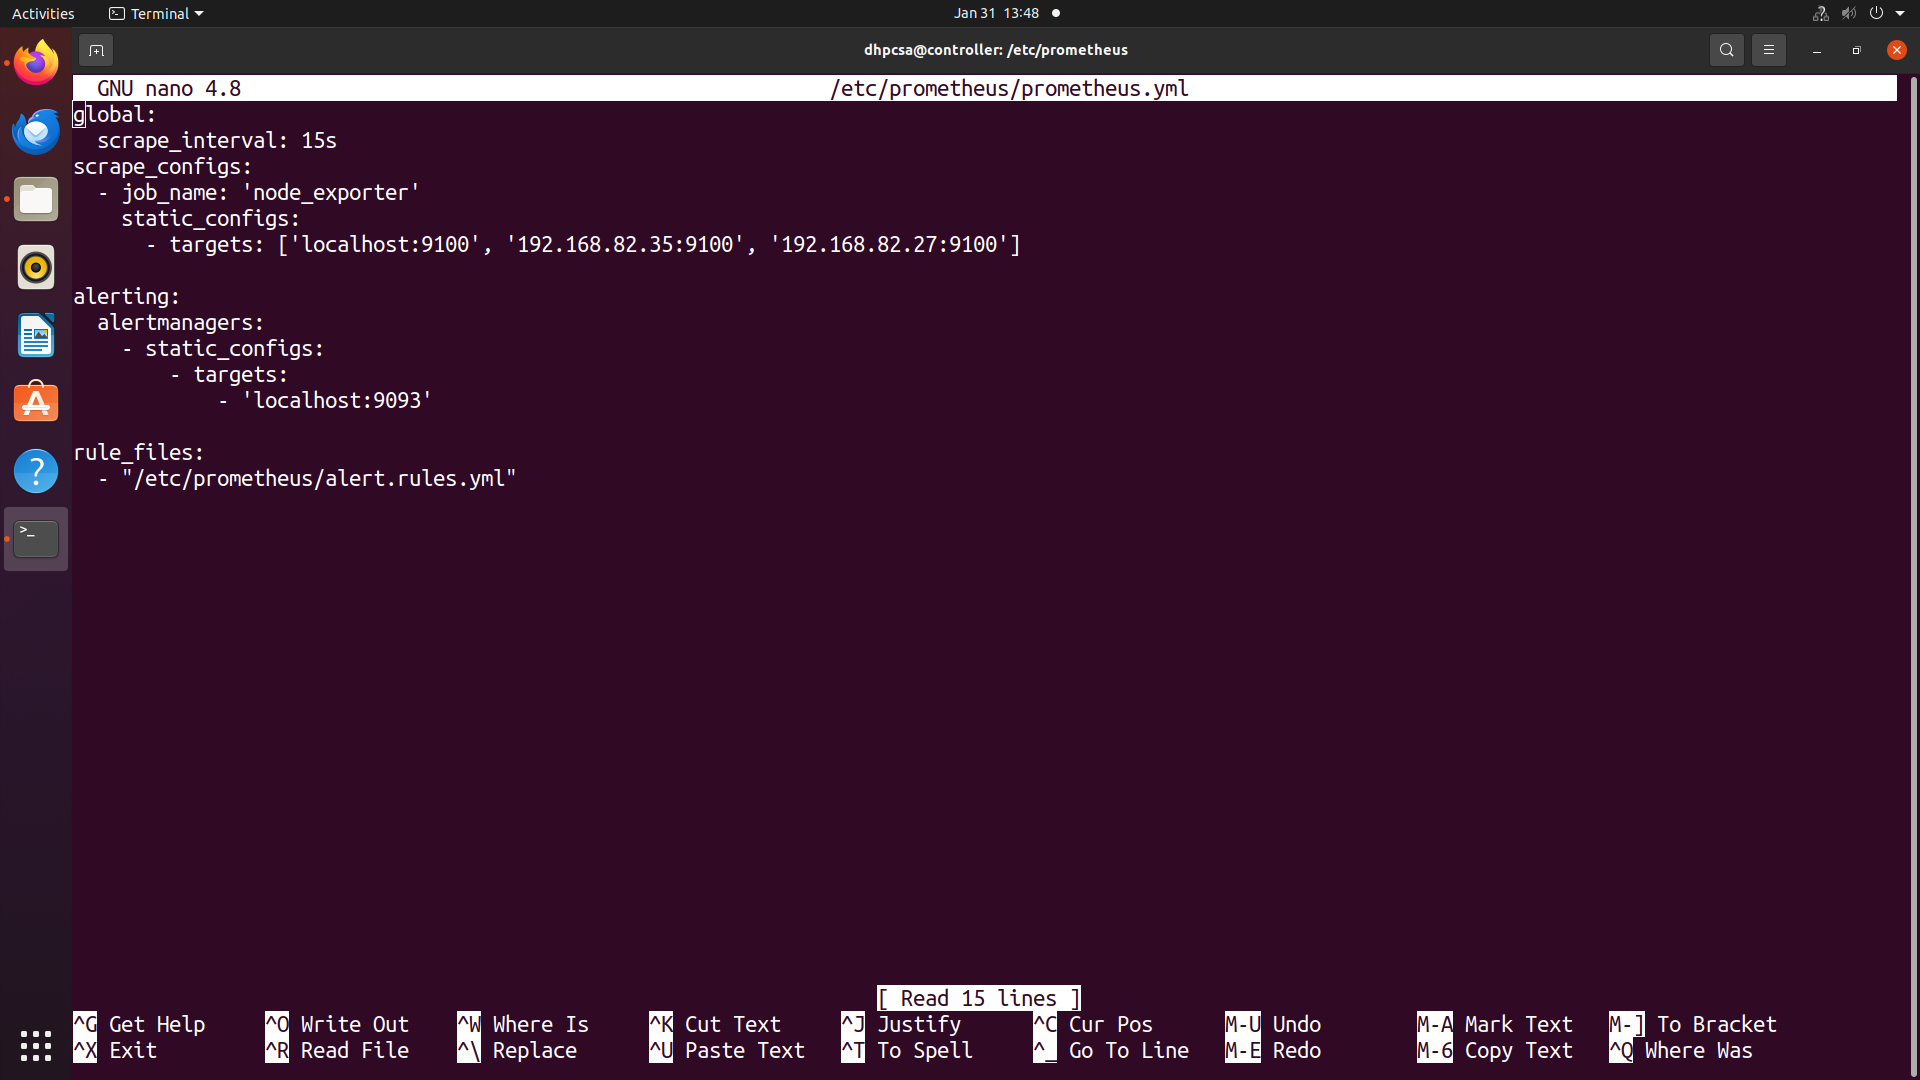 Activities Terminal Jan 31 13:48
dhpcsa@controller: /etc/prometheus
GNU nano 4.8 /etc/prometheus/prometheus.yml
global:
  scrape_interval: 15s
scrape_configs:
  - job_name: 'node_exporter'
    static_configs:
      - targets: ['localhost:9100', '192.168.82.35:9100', '192.168.82.27:9100']
alerting:
  alertmanagers:
    - static_configs:
        - targets:
            - 'localhost:9093'
rule_files:
  - "/etc/prometheus/alert.rules.yml"
[ Read 15 lines ]
^G Get Help ^O Write Out ^W Where Is ^K Cut Text ^J Justify ^C Cur Pos M-U Undo M-A Mark Text M-] To Bracket
^X Exit ^R Read File ^\ Replace ^U Paste Text ^T To Spell ^_ Go To Line M-E Redo M-6 Copy Text ^Q Where Was